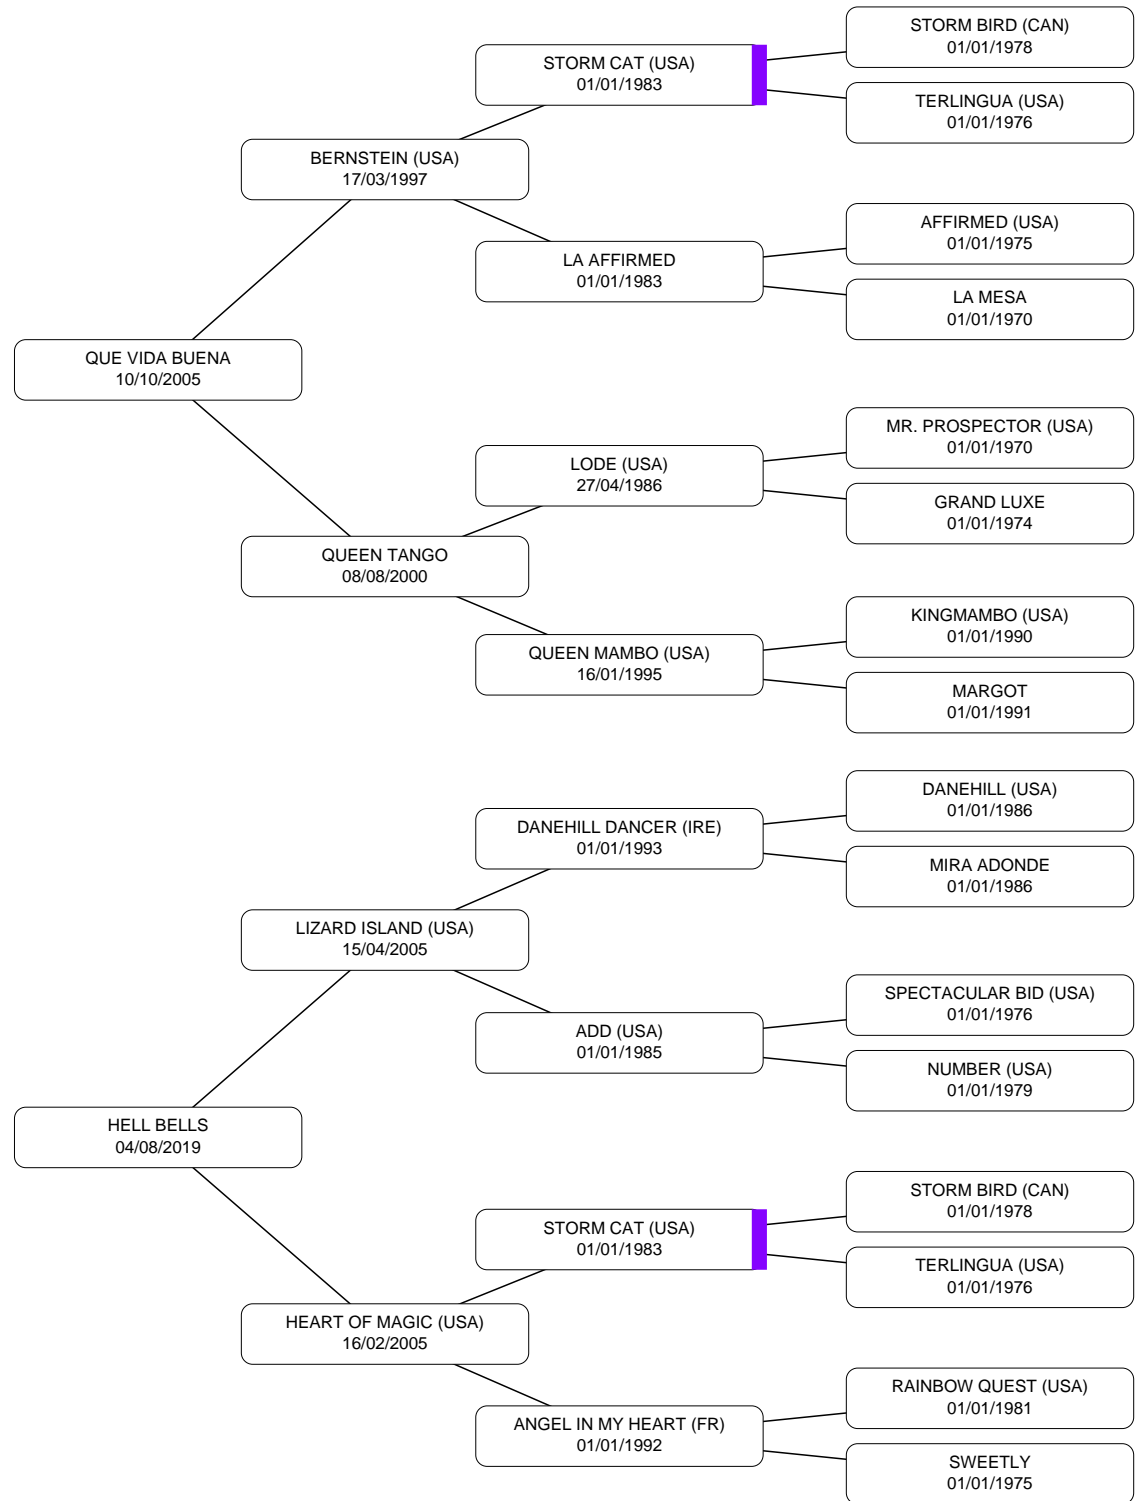 STORM BIRD (CAN)
01/01/1978
STORM CAT (USA)
01/01/1983
TERLINGUA (USA)
01/01/1976
BERNSTEIN (USA)
17/03/1997
AFFIRMED (USA)
01/01/1975
LA AFFIRMED
01/01/1983
LA MESA
01/01/1970
QUE VIDA BUENA
10/10/2005
MR. PROSPECTOR (USA)
01/01/1970
LODE (USA)
27/04/1986
GRAND LUXE
01/01/1974
QUEEN TANGO
08/08/2000
KINGMAMBO (USA)
01/01/1990
QUEEN MAMBO (USA)
16/01/1995
MARGOT
01/01/1991
DANEHILL (USA)
01/01/1986
DANEHILL DANCER (IRE)
01/01/1993
MIRA ADONDE
01/01/1986
LIZARD ISLAND (USA)
15/04/2005
SPECTACULAR BID (USA)
01/01/1976
ADD (USA)
01/01/1985
NUMBER (USA)
01/01/1979
HELL BELLS
04/08/2019
STORM BIRD (CAN)
01/01/1978
STORM CAT (USA)
01/01/1983
TERLINGUA (USA)
01/01/1976
HEART OF MAGIC (USA)
16/02/2005
RAINBOW QUEST (USA)
01/01/1981
ANGEL IN MY HEART (FR)
01/01/1992
SWEETLY
01/01/1975